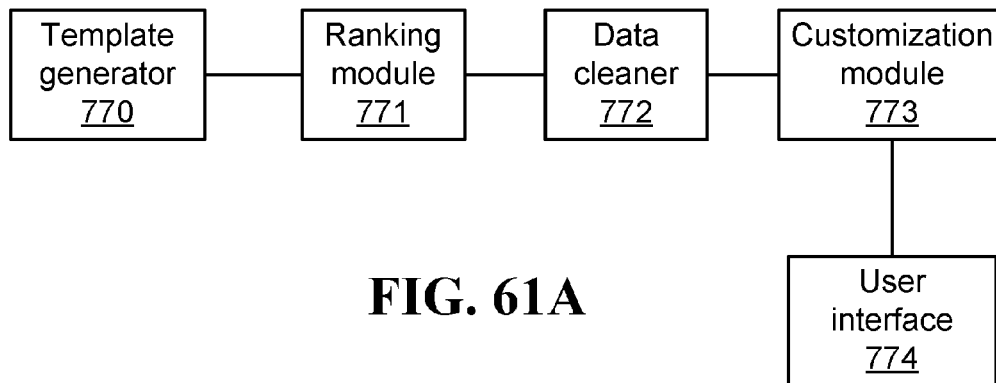 Template
generator
770
Ranking
module
771
Data
cleaner
772
Customization
module
773
FIG. 61A
User
interface
774